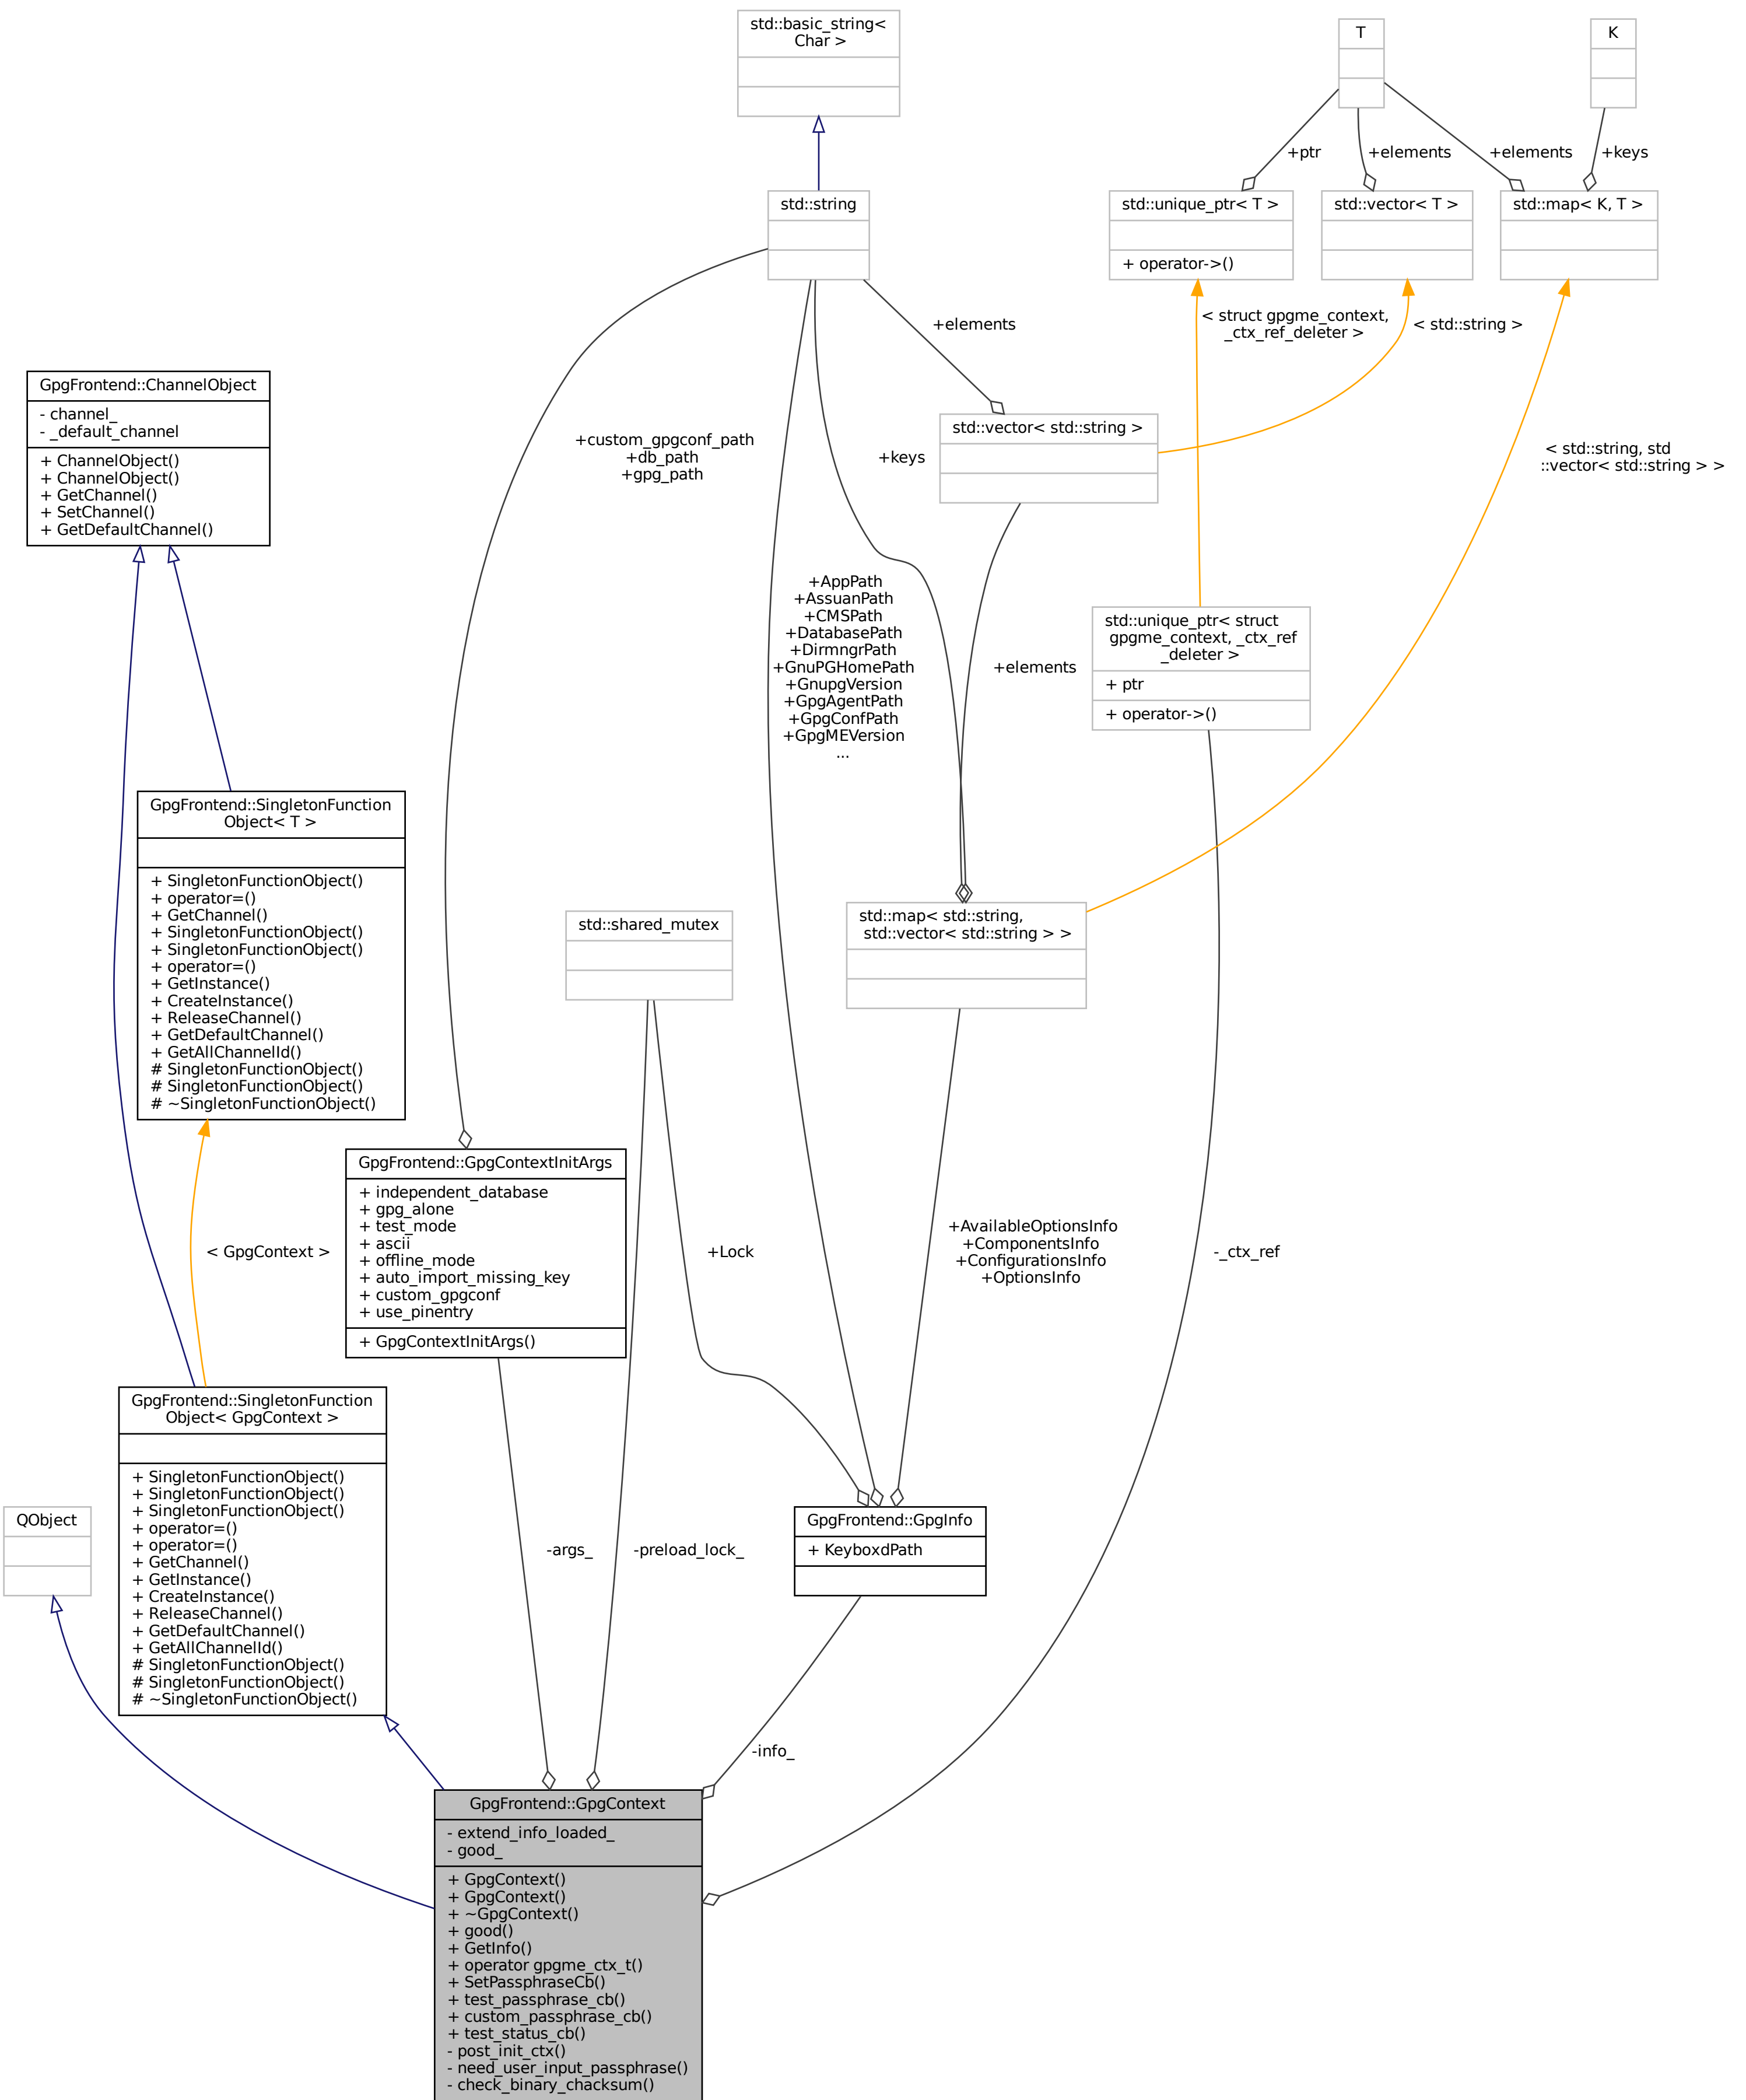 std::basic_string<
Char >
T
K
+ptr
+elements
+elements
+keys
std::string
std::unique_ptr< T >
+ operator->()
std::vector< T >
std::map< K, T >
+elements
< struct gpgme_context,
_ctx_ref_deleter >
< std::string >
GpgFrontend::ChannelObject
- channel_
- _default_channel
+ ChannelObject()
+ ChannelObject()
+ GetChannel()
+ SetChannel()
+ GetDefaultChannel()
+custom_gpgconf_path
+db_path
+gpg_path
+keys
std::vector< std::string >
< std::string, std
::vector< std::string > >
+AppPath
+AssuanPath
+CMSPath
+DatabasePath
+DirmngrPath
+GnuPGHomePath
+GnupgVersion
+GpgAgentPath
+GpgConfPath
+GpgMEVersion
...
+elements
std::unique_ptr< struct
gpgme_context, _ctx_ref
_deleter >
+ ptr
+ operator->()
GpgFrontend::SingletonFunction
Object< T >
+ SingletonFunctionObject()
+ operator=()
+ GetChannel()
+ SingletonFunctionObject()
+ SingletonFunctionObject()
+ operator=()
+ GetInstance()
+ CreateInstance()
+ ReleaseChannel()
+ GetDefaultChannel()
+ GetAllChannelId()
# SingletonFunctionObject()
# SingletonFunctionObject()
# ~SingletonFunctionObject()
std::shared_mutex
std::map< std::string,
std::vector< std::string > >
< GpgContext >
GpgFrontend::GpgContextInitArgs
+ independent_database
+ gpg_alone
+ test_mode
+ ascii
+ offline_mode
+ auto_import_missing_key
+ custom_gpgconf
+ use_pinentry
+ GpgContextInitArgs()
+Lock
+AvailableOptionsInfo
+ComponentsInfo
+ConfigurationsInfo
+OptionsInfo
-_ctx_ref
GpgFrontend::SingletonFunction
Object< GpgContext >
+ SingletonFunctionObject()
+ SingletonFunctionObject()
+ SingletonFunctionObject()
+ operator=()
+ operator=()
+ GetChannel()
+ GetInstance()
+ CreateInstance()
+ ReleaseChannel()
+ GetDefaultChannel()
+ GetAllChannelId()
# SingletonFunctionObject()
# SingletonFunctionObject()
# ~SingletonFunctionObject()
QObject
-args_
-preload_lock_
GpgFrontend::GpgInfo
+ KeyboxdPath
-info_
GpgFrontend::GpgContext
- extend_info_loaded_
- good_
+ GpgContext()
+ GpgContext()
+ ~GpgContext()
+ good()
+ GetInfo()
+ operator gpgme_ctx_t()
+ SetPassphraseCb()
+ test_passphrase_cb()
+ custom_passphrase_cb()
+ test_status_cb()
- post_init_ctx()
- need_user_input_passphrase()
- check_binary_chacksum()